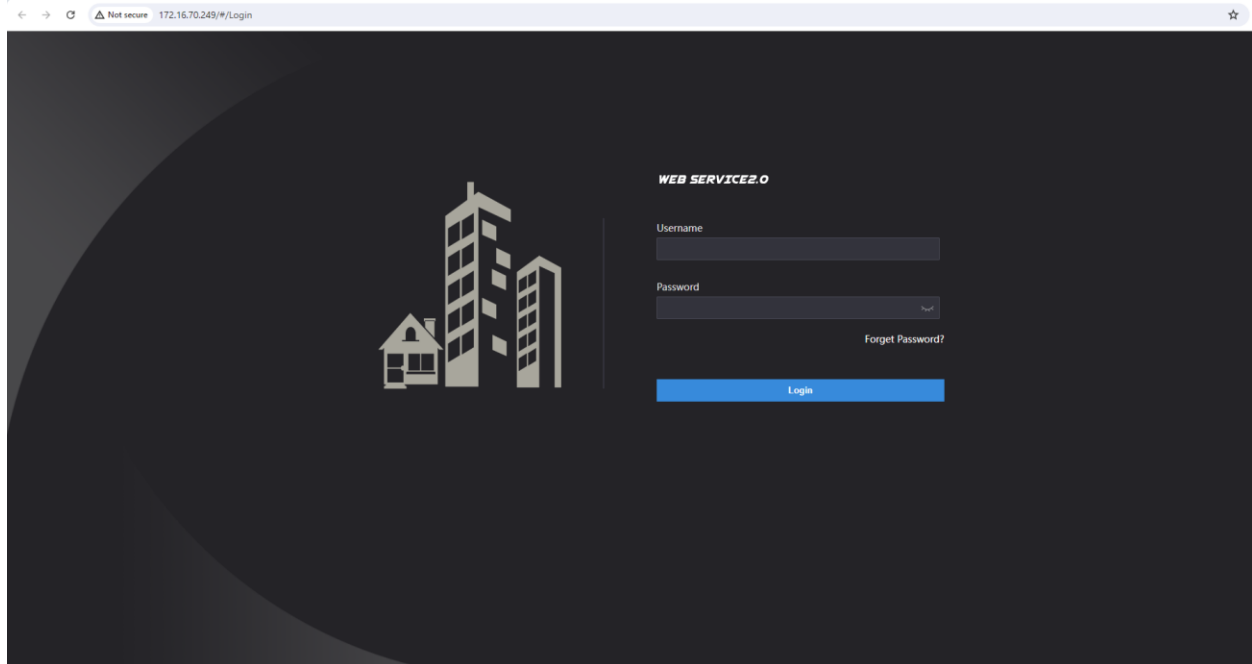 Not secure 172.16.70.249/#/Login
WEB SERVICE2.0
Username
Password
Forget Password?
Login